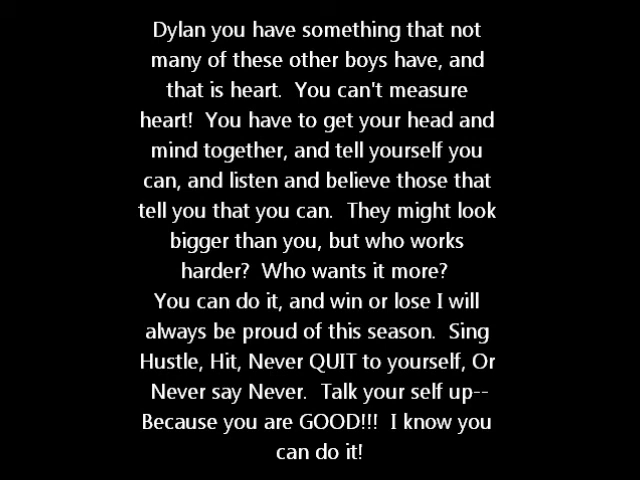 Dylan you have something that not
many of these other boys have, and
that is heart.  You can't measure
heart!  You have to get your head and
mind together, and tell yourself you
can, and listen and believe those that
tell you that you can.  They might look
bigger than you, but who works
harder?  Who wants it more?
You can do it, and win or lose I will
always be proud of this season.  Sing
Hustle, Hit, Never QUIT to yourself, Or
Never say Never.  Talk your self up--
Because you are GOOD!!!  I know you
can do it!